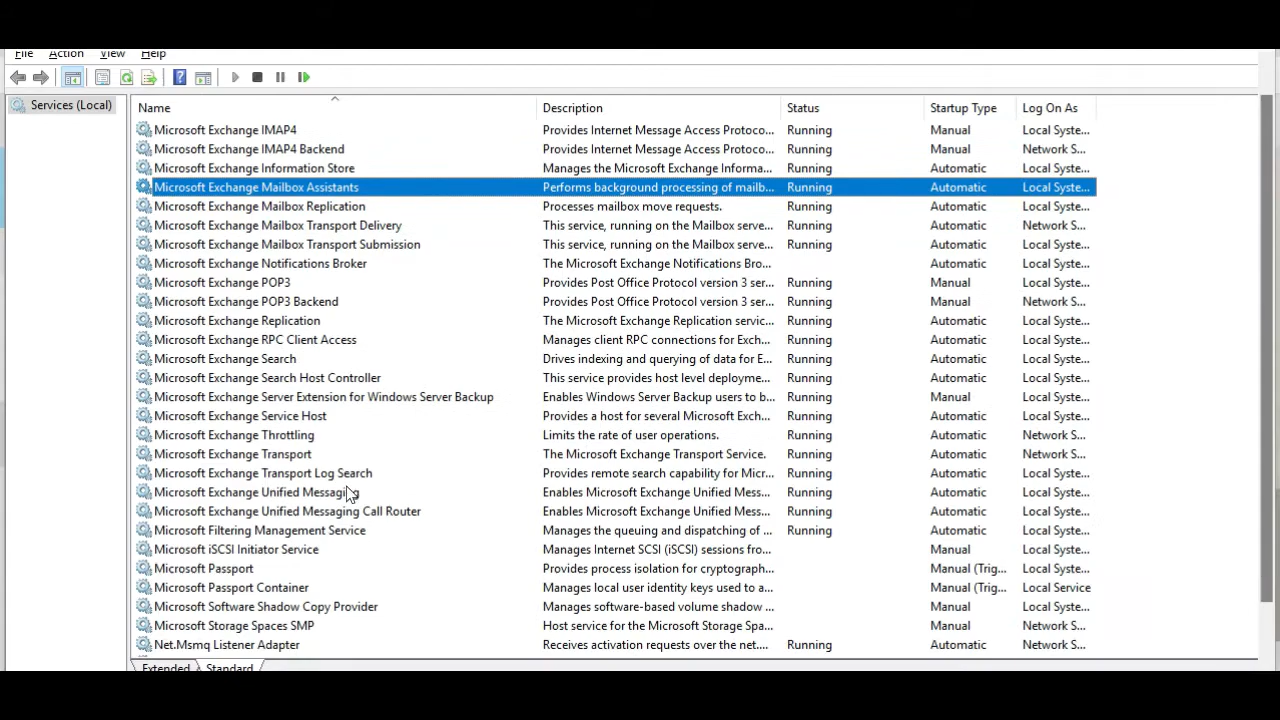 File Action View Help
Services (Local)
Name Description Status Startup Type Log On As
Microsoft Exchange IMAP4 Provides Internet Message Access Protoco... Running Manual Local Syste...
Microsoft Exchange IMAP4 Backend Provides Internet Message Access Protoco... Running Manual Network S...
Microsoft Exchange Information Store Manages the Microsoft Exchange Informa... Running Automatic Local Syste...
Microsoft Exchange Mailbox Assistants Performs background processing of mailb... Running Automatic Local Syste...
Microsoft Exchange Mailbox Replication Processes mailbox move requests. Running Automatic Local Syste...
Microsoft Exchange Mailbox Transport Delivery This service, running on the Mailbox serve... Running Automatic Network S...
Microsoft Exchange Mailbox Transport Submission This service, running on the Mailbox serve... Running Automatic Local Syste...
Microsoft Exchange Notifications Broker The Microsoft Exchange Notifications Bro... Automatic Local Syste...
Microsoft Exchange POP3 Provides Post Office Protocol version 3 ser... Running Manual Local Syste...
Microsoft Exchange POP3 Backend Provides Post Office Protocol version 3 ser... Running Manual Network S...
Microsoft Exchange Replication The Microsoft Exchange Replication servic... Running Automatic Local Syste...
Microsoft Exchange RPC Client Access Manages client RPC connections for Exch... Running Automatic Local Syste...
Microsoft Exchange Search Drives indexing and querying of data for E... Running Automatic Local Syste...
Microsoft Exchange Search Host Controller This service provides host level deployme... Running Automatic Local Syste...
Microsoft Exchange Server Extension for Windows Server Backup Enables Windows Server Backup users to b... Running Manual Local Syste...
Microsoft Exchange Service Host Provides a host for several Microsoft Exch... Running Automatic Local Syste...
Microsoft Exchange Throttling Limits the rate of user operations. Running Automatic Network S...
Microsoft Exchange Transport The Microsoft Exchange Transport Service. Running Automatic Network S...
Microsoft Exchange Transport Log Search Provides remote search capability for Micr... Running Automatic Local Syste...
Microsoft Exchange Unified Messaging Enables Microsoft Exchange Unified Mess... Running Automatic Local Syste...
Microsoft Exchange Unified Messaging Call Router Enables Microsoft Exchange Unified Mess... Running Automatic Local Syste...
Microsoft Filtering Management Service Manages the queuing and dispatching of ... Running Automatic Local Syste...
Microsoft iSCSI Initiator Service Manages Internet SCSI (iSCSI) sessions fro... Manual Local Syste...
Microsoft Passport Provides process isolation for cryptograph... Manual (Trig... Local Syste...
Microsoft Passport Container Manages local user identity keys used to a... Manual (Trig... Local Service
Microsoft Software Shadow Copy Provider Manages software-based volume shadow ... Manual Local Syste...
Microsoft Storage Spaces SMP Host service for the Microsoft Storage Spa... Manual Network S...
Net.Msmq Listener Adapter Receives activation requests over the net.... Running Automatic Network S...
Extended Standard